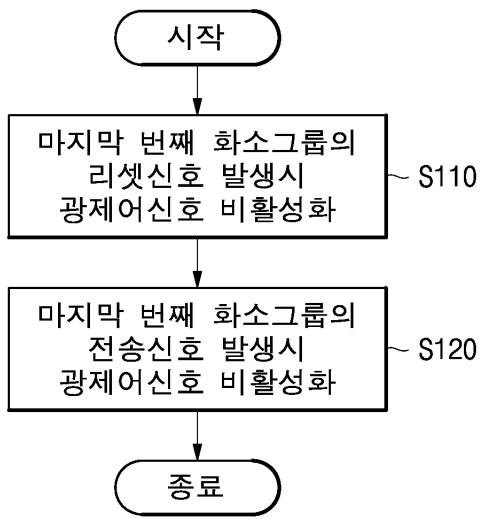 시작
마지막 번째 화소그룹의
리셋신호 발생시
광제어신호 비활성화
S110
마지막 번째 화소그룹의
전송신호 발생시
광제어신호 비활성화
S120
종료